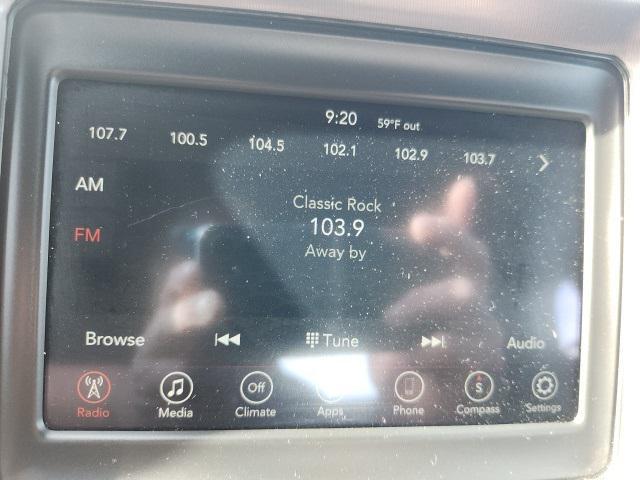 9:20 59°F out
107.7 100.5 104.5 102.1 102.9 103.7
AM
Classic Rock
103.9
FM
Away by
Browse Tune Audio
Off S
Radio Media Climate Apps Phone Compass Settings